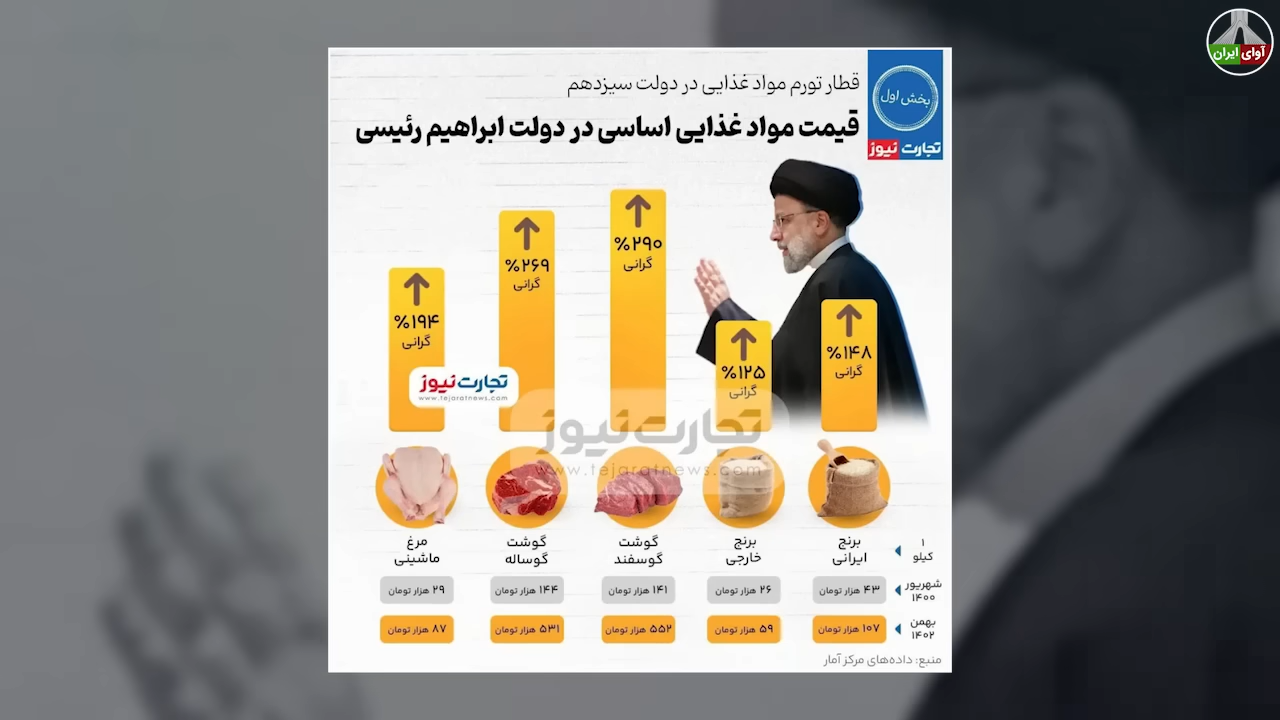 آوای ایران
بخش اول
تجارت نیوز
قطار تورم مواد غذایی در دولت سیزدهم
قیمت مواد غذایی اساسی در دولت ابراهیم رئیسی
%۱۴۸
گرانی
%۱۲۵
گرانی
%۲۹۰
گرانی
%۲۶۹
گرانی
%۱۹۴
گرانی
تجارت نیوز
www.tejaratnews.com
تجارت نیوز
www.tejaratnews.com
۱ کیلو
برنج ایرانی
برنج خارجی
گوشت گوسفند
گوشت گوساله
مرغ ماشینی
شهریور ۱۴۰۰
۴۳ هزار تومان
۲۶ هزار تومان
۱۴۱ هزار تومان
۱۴۴ هزار تومان
۲۹ هزار تومان
بهمن ۱۴۰۲
۱۰۷ هزار تومان
۵۹ هزار تومان
۵۵۲ هزار تومان
۵۳۱ هزار تومان
۸۷ هزار تومان
منبع: داده‌های مرکز آمار